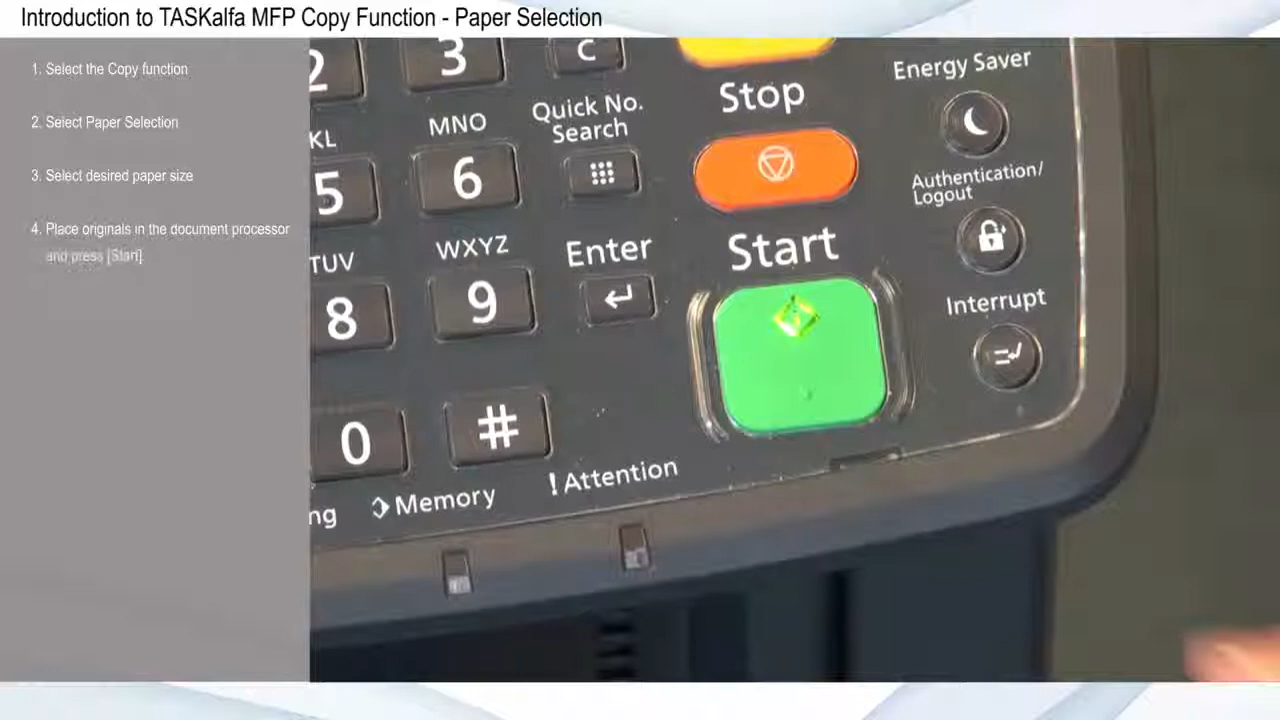 Introduction to TASKalfa MFP Copy Function - Paper Selection
1. Select the Copy function
2. Select Paper Selection
3. Select desired paper size
4. Place originals in the document processor
and press [Start]
2
3
C
Stop
Energy Saver
KL
MNO
Quick No.
Search
5
6
Authentication/
Logout
TUV
WXYZ
Enter
Start
8
9
Interrupt
0
#
ng
Memory
! Attention